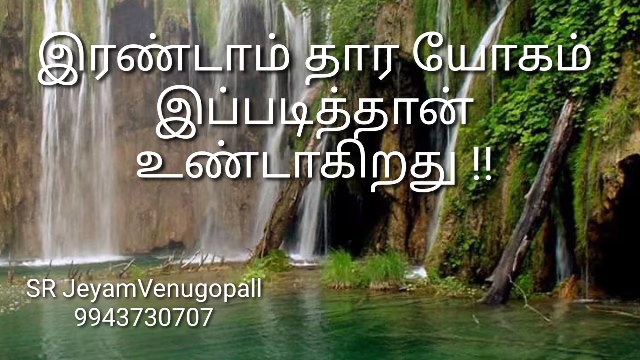 இரண்டாம் தார யோகம்
இப்படித்தான்
உண்டாகிறது !!
SR JeyamVenugopall
9943730707